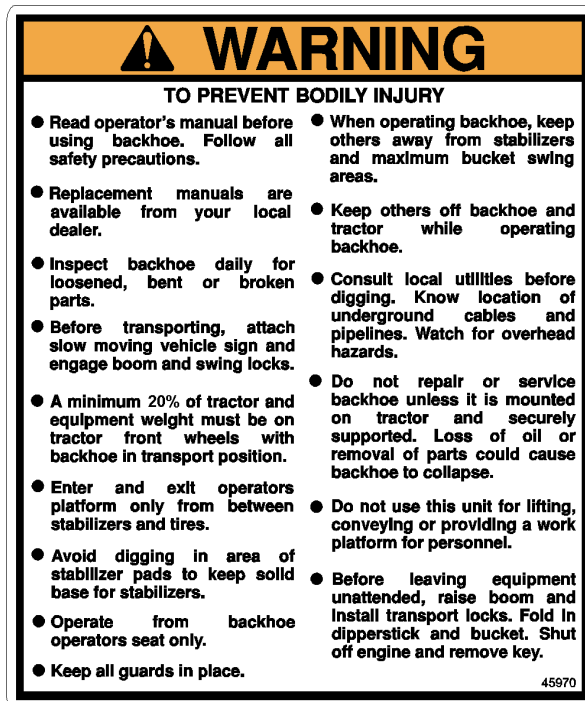 WARNING
TO PREVENT BODILY INJURY
● Read operator's manual before
using backhoe. Follow all
safety precautions.
● Replacement manuals are
available from your local
dealer.
● Inspect backhoe daily for
loosened, bent or broken
parts.
● Before transporting, attach
slow moving vehicle sign and
engage boom and swing locks.
● A minimum 20% of tractor and
equipment weight must be on
tractor front wheels with
backhoe in transport position.
● Enter and exit operators
platform only from between
stabilizers and tires.
● Avoid digging in area of
stabilizer pads to keep solid
base for stabilizers.
● Operate from backhoe
operators seat only.
● Keep all guards in place.
● When operating backhoe, keep
others away from stabilizers
and maximum bucket swing
areas.
● Keep others off backhoe and
tractor while operating
backhoe.
● Consult local utilities before
digging. Know location of
underground cables and
pipelines. Watch for overhead
hazards.
● Do not repair or service
backhoe unless it is mounted
on tractor and securely
supported. Loss of oil or
removal of parts could cause
backhoe to collapse.
● Do not use this unit for lifting,
conveying or providing a work
platform for personnel.
● Before leaving equipment
unattended, raise boom and
install transport locks. Fold in
dipperstick and bucket. Shut
off engine and remove key.
45970